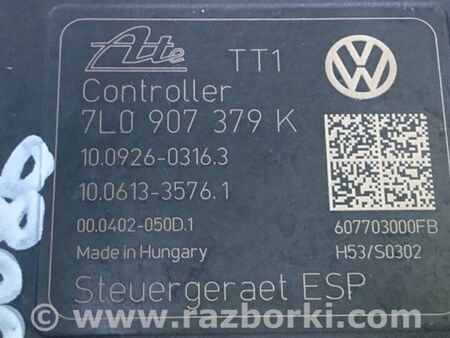 Ate TT1
Controller
7L0 907 379 K
10.0926-0316.3
10.0613-3576.1
00.0402-050D.1
607703000FB
Made in Hungary
H53/S0302
Steuergeraet ESP
www.razborki.com